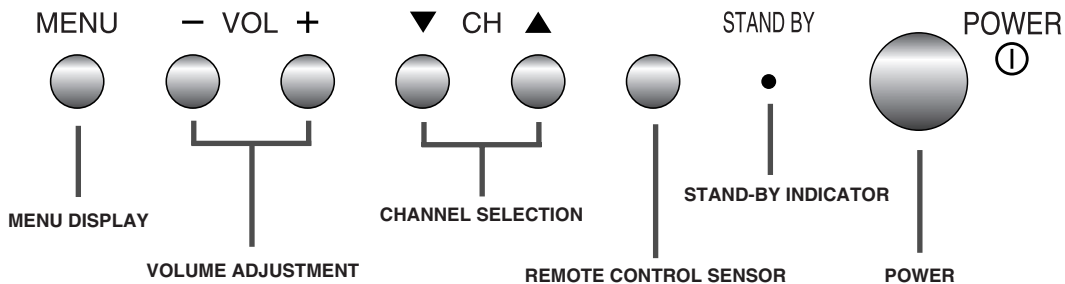 MENU
− VOL +
▼ CH ▲
STAND BY
POWER
MENU DISPLAY
VOLUME ADJUSTMENT
CHANNEL SELECTION
REMOTE CONTROL SENSOR
STAND-BY INDICATOR
POWER